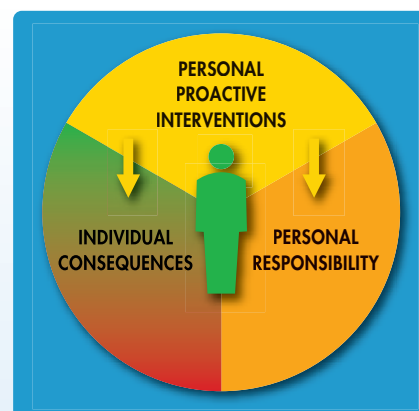 PERSONAL
PROACTIVE
INTERVENTIONS
INDIVIDUAL
CONSEQUENCES
PERSONAL
RESPONSIBILITY